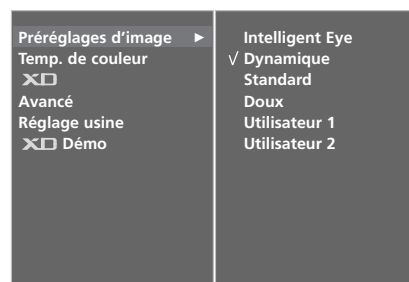 Préréglages d'image ►
Temp. de couleur
XD
Avancé
Réglage usine
XD Démo
Intelligent Eye
√ Dynamique
Standard
Doux
Utilisateur 1
Utilisateur 2